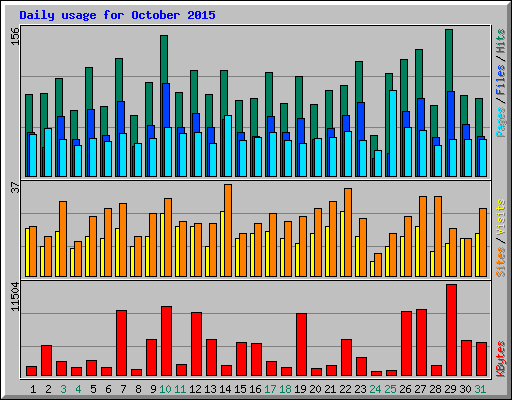 Daily usage for October 2015
156
Pages / Files / Hits
37
Sites / Visits
11504
KBytes
1 2 3 4 5 6 7 8 9 10 11 12 13 14 15 16 17 18 19 20 21 22 23 24 25 26 27 28 29 30 31